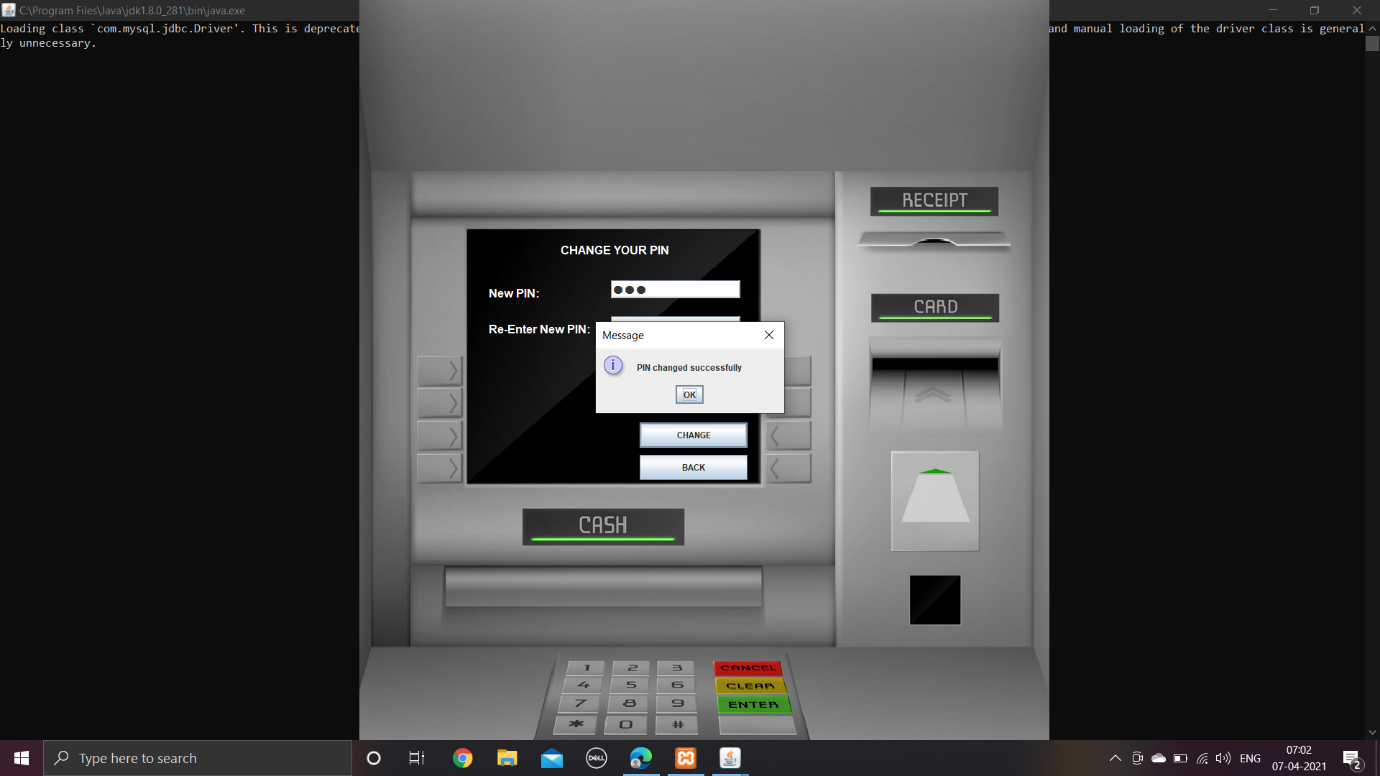 C:\Program Files\Java\jdk1.8.0_281\bin\java.exe
Loading class `com.mysql.jdbc.Driver'. This is deprecate
and manual loading of the driver class is general
ly unnecessary.
RECEIPT
CHANGE YOUR PIN
New PIN:
CARD
Re-Enter New PIN:
Message
i
PIN changed successfully
OK
CHANGE
BACK
CASH
1 2 3 CANCEL
4 5 6 CLEAR
7 8 9 ENTER
* 0 #
Type here to search
DELL
ENG
07:02
07-04-2021
2